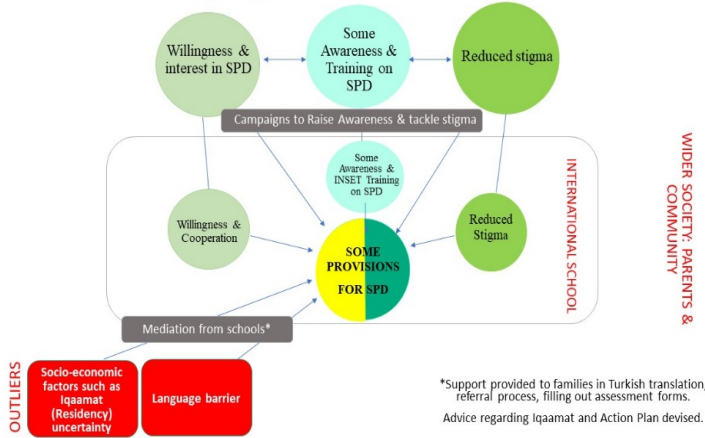 Willingness &
interest in SPD
Some
Awareness &
Training on
SPD
Reduced stigma
Campaigns to Raise Awareness & tackle stigma
Some
Awareness &
INSET Training
on SPD
Willingness &
Cooperation
Reduced
Stigma
SOME
PROVISIONS
FOR SPD
INTERNATIONAL SCHOOL
WIDER SOCIETY: PARENTS &
COMMUNITY
Mediation from schools*
OUTLIERS
Socio-economic
factors such as
Iqaamat
(Residency)
uncertainty
Language barrier
*Support provided to families in Turkish translation,
referral process, filling out assessment forms.
Advice regarding Iqaamat and Action Plan devised.